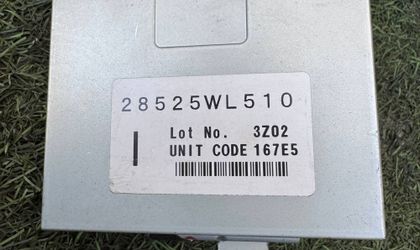 28525WL510
I
Lot No. 3Z02
UNIT CODE 167E5